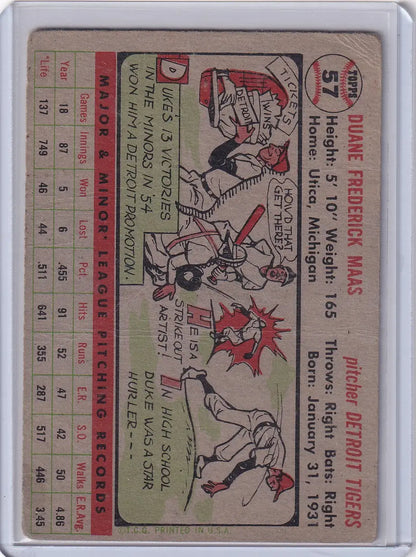 TOPPS
57
DUANE FREDERICK MAAS
pitcher DETROIT TIGERS
Height: 5' 10" Weight: 165 Throws: Right Bats: Right
Home: Utica, Michigan Born: January 31, 1931
TICKETS
TWINS
DETROIT
DUKE'S 13 VICTORIES
IN THE MINORS IN '54
WON HIM A DETROIT PROMOTION.
HOW'D THAT
GET THERE?
HE IS A
STRIKEOUT
ARTIST!
IN HIGH SCHOOL
DUKE WAS A STAR
HURLER---
©T.C.G. PRINTED IN U.S.A.
MAJOR & MINOR LEAGUE PITCHING RECORDS
Games Innings Won Lost Pct. Hits Runs E.R. S.O. Walks E.R.Avg.
Year 18 87 5 6 .455 91 52 47 42 50 4.86
*Life 137 749 46 44 .511 641 355 287 517 446 3.45